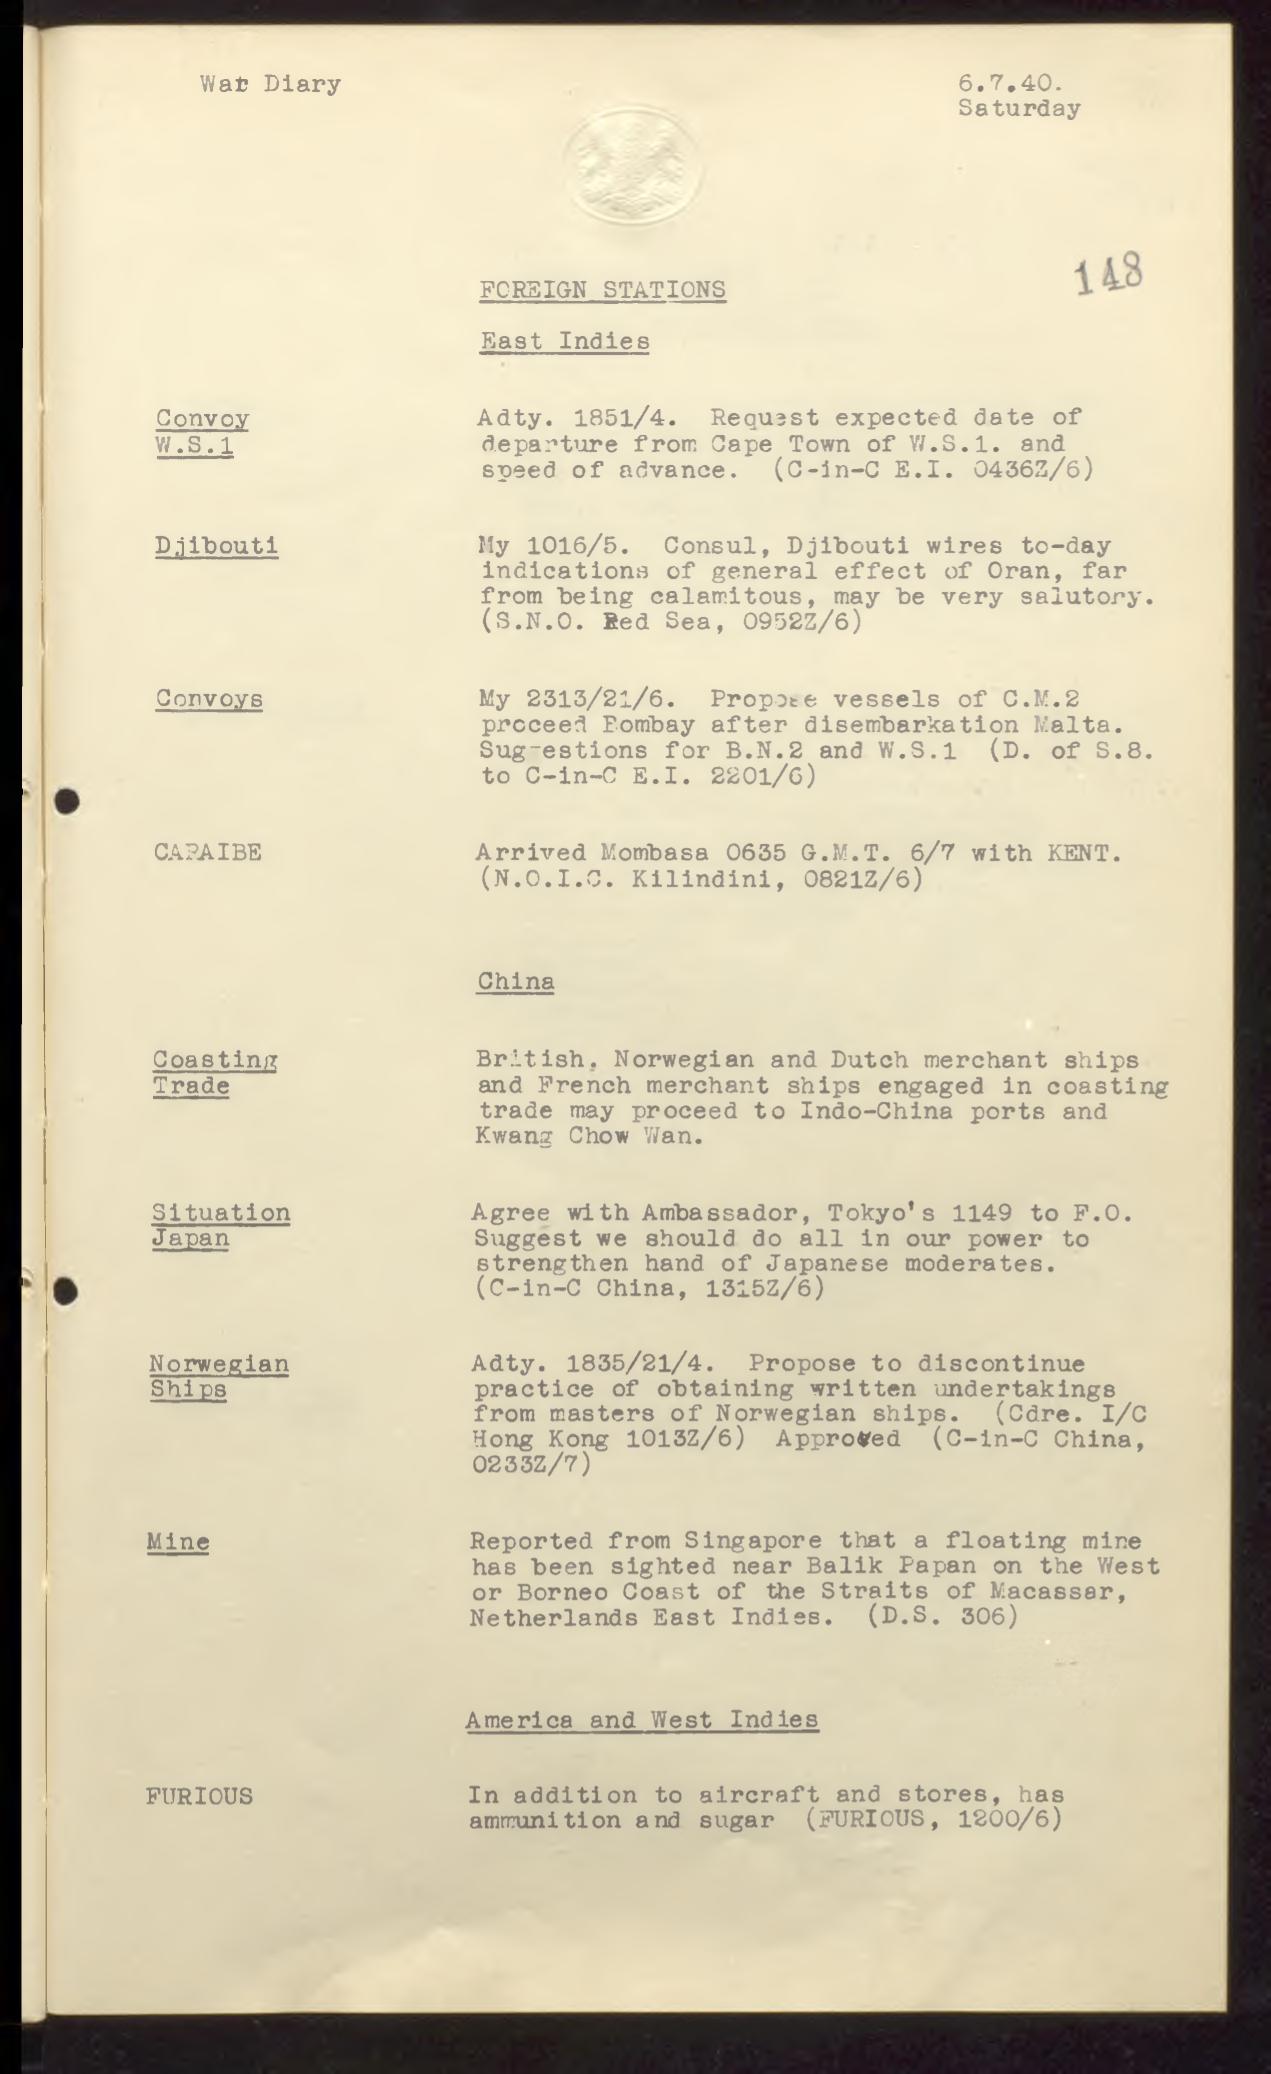 War Diary
6.7.40.
Saturday
148
FOREIGN STATIONS
East Indies
Convoy
W.S.1
Adty. 1851/4. Request expected date of
departure from Cape Town of W.S.1. and
speed of advance. (C-in-C E.I. 0436Z/6)
Djibouti
My 1016/5. Consul, Djibouti wires to-day
indications of general effect of Oran, far
from being calamitous, may be very salutory.
(S.N.O. Red Sea, 0952Z/6)
Convoys
My 2313/21/6. Propose vessels of C.M.2
proceed Bombay after disembarkation Malta.
Suggestions for B.N.2 and W.S.1 (D. of S.8.
to C-in-C E.I. 2201/6)
CARAIBE
Arrived Mombasa 0635 G.M.T. 6/7 with KENT.
(N.O.I.C. Kilindini, 0821Z/6)
China
Coasting
Trade
British, Norwegian and Dutch merchant ships
and French merchant ships engaged in coasting
trade may proceed to Indo-China ports and
Kwang Chow Wan.
Situation
Japan
Agree with Ambassador, Tokyo's 1149 to F.O.
Suggest we should do all in our power to
strengthen hand of Japanese moderates.
(C-in-C China, 1315Z/6)
Norwegian
Ships
Adty. 1835/21/4. Propose to discontinue
practice of obtaining written undertakings
from masters of Norwegian ships. (Cdre. I/C
Hong Kong 1013Z/6) Approved (C-in-C China,
0233Z/7)
Mine
Reported from Singapore that a floating mine
has been sighted near Balik Papan on the West
or Borneo Coast of the Straits of Macassar,
Netherlands East Indies. (D.S. 306)
America and West Indies
FURIOUS
In addition to aircraft and stores, has
ammunition and sugar (FURIOUS, 1200/6)